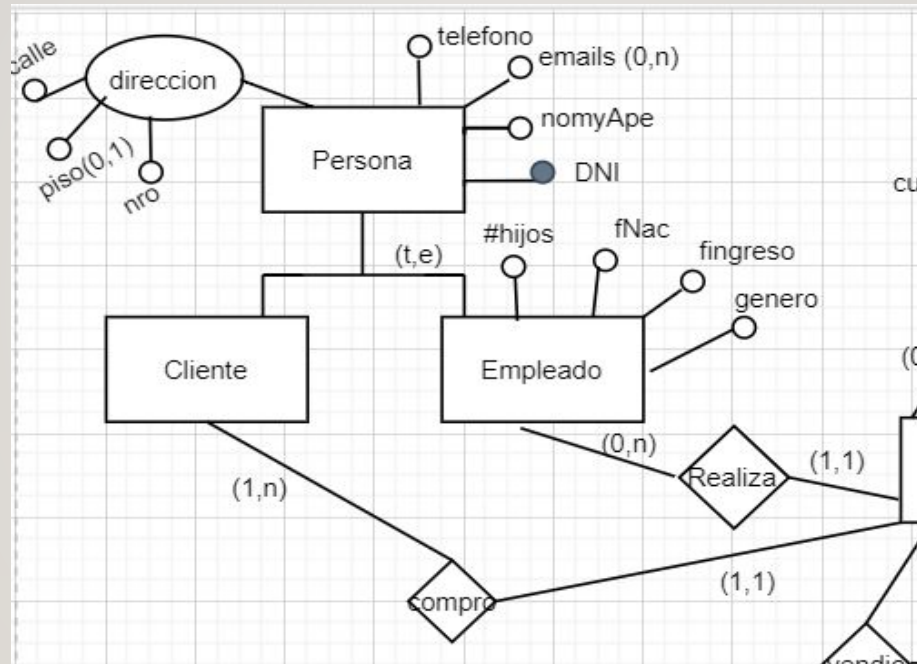 calle
direccion
piso(0,1)
nro
telefono
emails (0,n)
nomyApe
DNI
Persona
(t,e)
#hijos
fNac
fingreso
genero
Cliente
Empleado
(0,n)
Realiza
(1,1)
(1,n)
compro
(1,1)